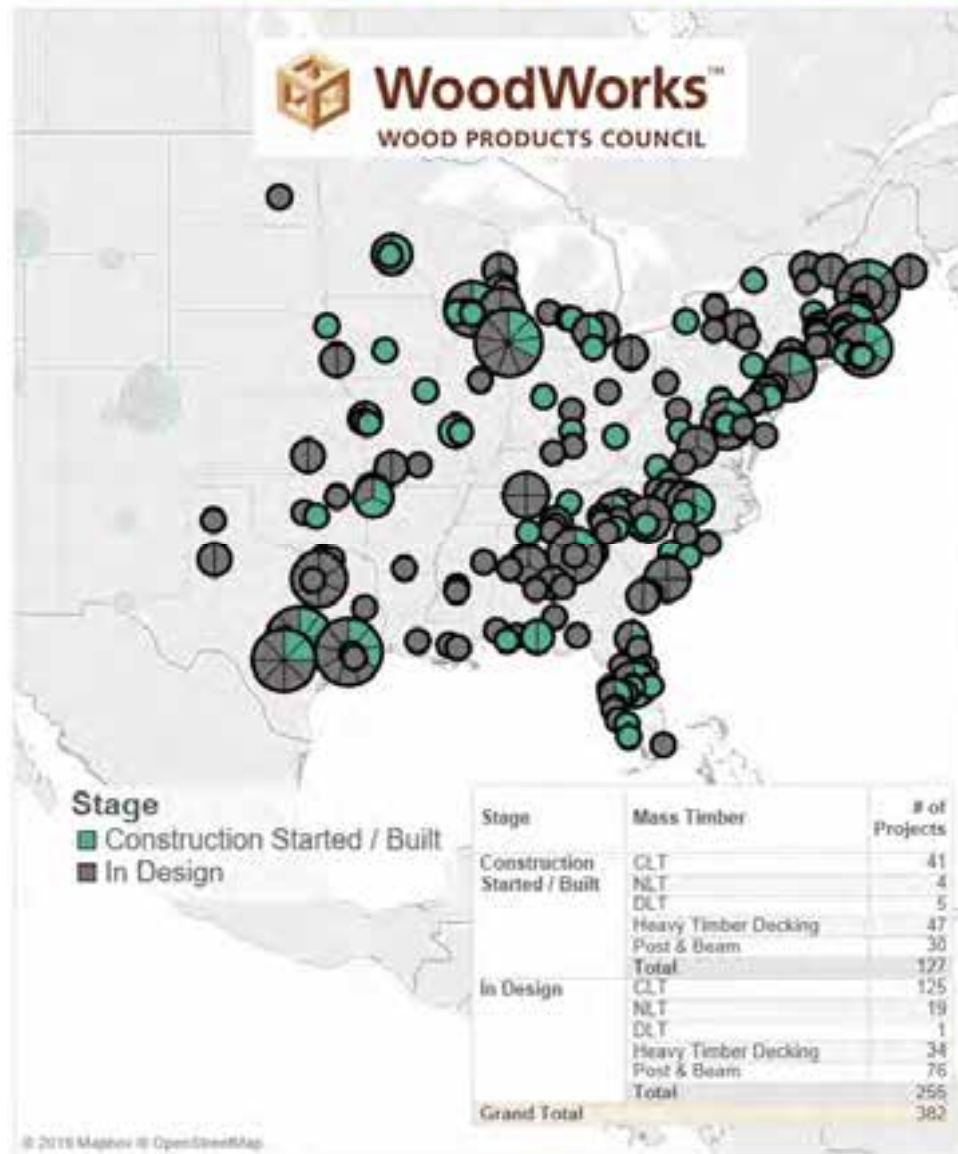 WoodWorks™
WOOD PRODUCTS COUNCIL
Stage
Construction Started / Built
In Design
Stage Mass Timber # of Projects
Construction Started / Built CLT 41
NLT 4
DLT 5
Heavy Timber Decking 47
Post & Beam 30
Total 127
In Design CLT 125
NLT 19
DLT 1
Heavy Timber Decking 34
Post & Beam 76
Total 255
Grand Total 382
© 2019 Mapbox © OpenStreetMap